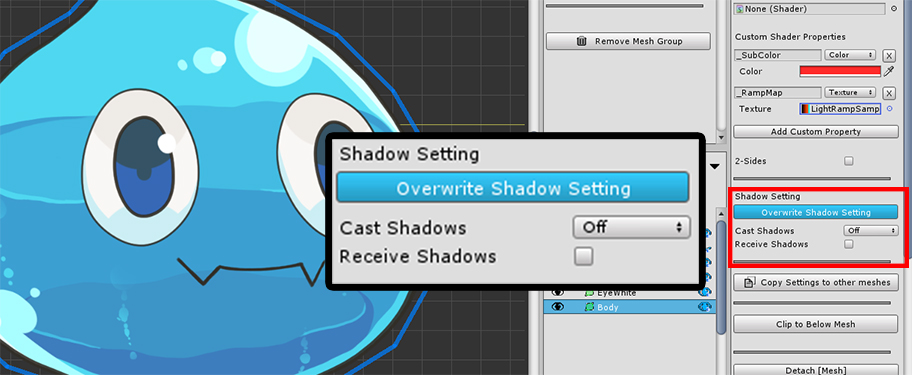 Remove Mesh Group
EyeWhite
Body
Shadow Setting
Overwrite Shadow Setting
Cast Shadows Off
Receive Shadows
None (Shader)
Custom Shader Properties
_SubColor Color X
Color
_RampMap Texture X
Texture LightRampSamp
Add Custom Property
2-Sides
Shadow Setting
Overwrite Shadow Setting
Cast Shadows Off
Receive Shadows
Copy Settings to other meshes
Clip to Below Mesh
Detach [Mesh]